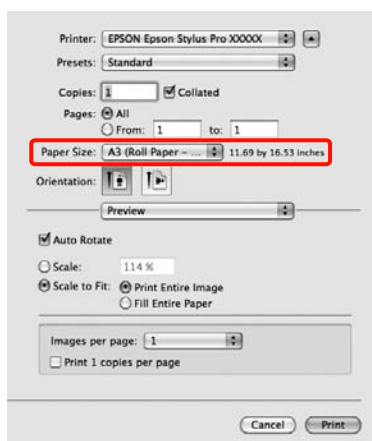 Printer: EPSON Epson Stylus Pro XXXXX
Presets: Standard
Copies: 1 Collated
Pages: All
From: 1 to: 1
Paper Size: A3 (Roll Paper – ... 11.69 by 16.53 inches
Orientation:
Preview
Auto Rotate
Scale: 114 %
Scale to Fit: Print Entire Image
Fill Entire Paper
Images per page: 1
Print 1 copies per page
Cancel Print